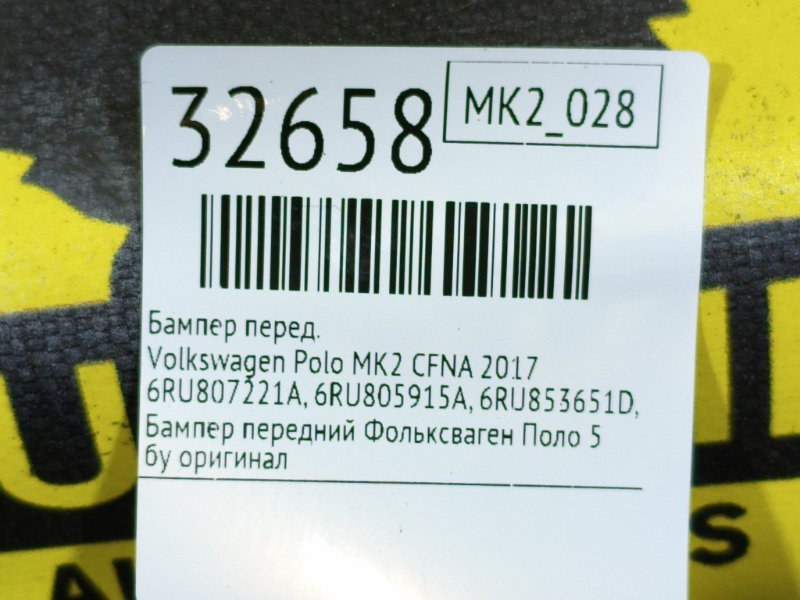 32658
MK2_028
Бампер перед.
Volkswagen Polo MK2 CFNA 2017
6RU807221A, 6RU805915A, 6RU853651D,
Бампер передний Фольксваген Поло 5
бу оригинал